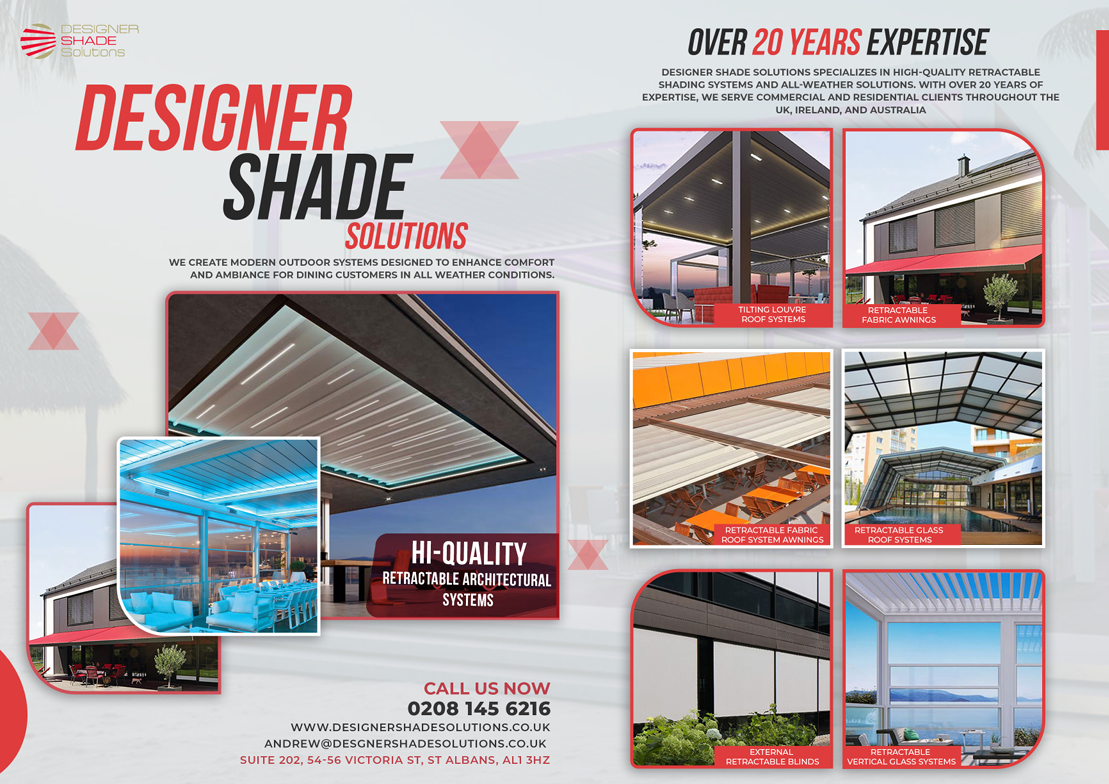 DESIGNER
SHADE
Solutions
DESIGNER
SHADE
SOLUTIONS
WE CREATE MODERN OUTDOOR SYSTEMS DESIGNED TO ENHANCE COMFORT
AND AMBIANCE FOR DINING CUSTOMERS IN ALL WEATHER CONDITIONS.
HI-QUALITY
RETRACTABLE ARCHITECTURAL
SYSTEMS
CALL US NOW
0208 145 6216
WWW.DESIGNERSHADESOLUTIONS.CO.UK
ANDREW@DESGNERSHADESOLUTIONS.CO.UK
SUITE 202, 54-56 VICTORIA ST, ST ALBANS, AL1 3HZ
OVER 20 YEARS EXPERTISE
DESIGNER SHADE SOLUTIONS SPECIALIZES IN HIGH-QUALITY RETRACTABLE
SHADING SYSTEMS AND ALL-WEATHER SOLUTIONS. WITH OVER 20 YEARS OF
EXPERTISE, WE SERVE COMMERCIAL AND RESIDENTIAL CLIENTS THROUGHOUT THE
UK, IRELAND, AND AUSTRALIA
TILTING LOUVRE
ROOF SYSTEMS
RETRACTABLE
FABRIC AWNINGS
RETRACTABLE FABRIC
ROOF SYSTEM AWNINGS
RETRACTABLE GLASS
ROOF SYSTEMS
EXTERNAL
RETRACTABLE BLINDS
RETRACTABLE
VERTICAL GLASS SYSTEMS